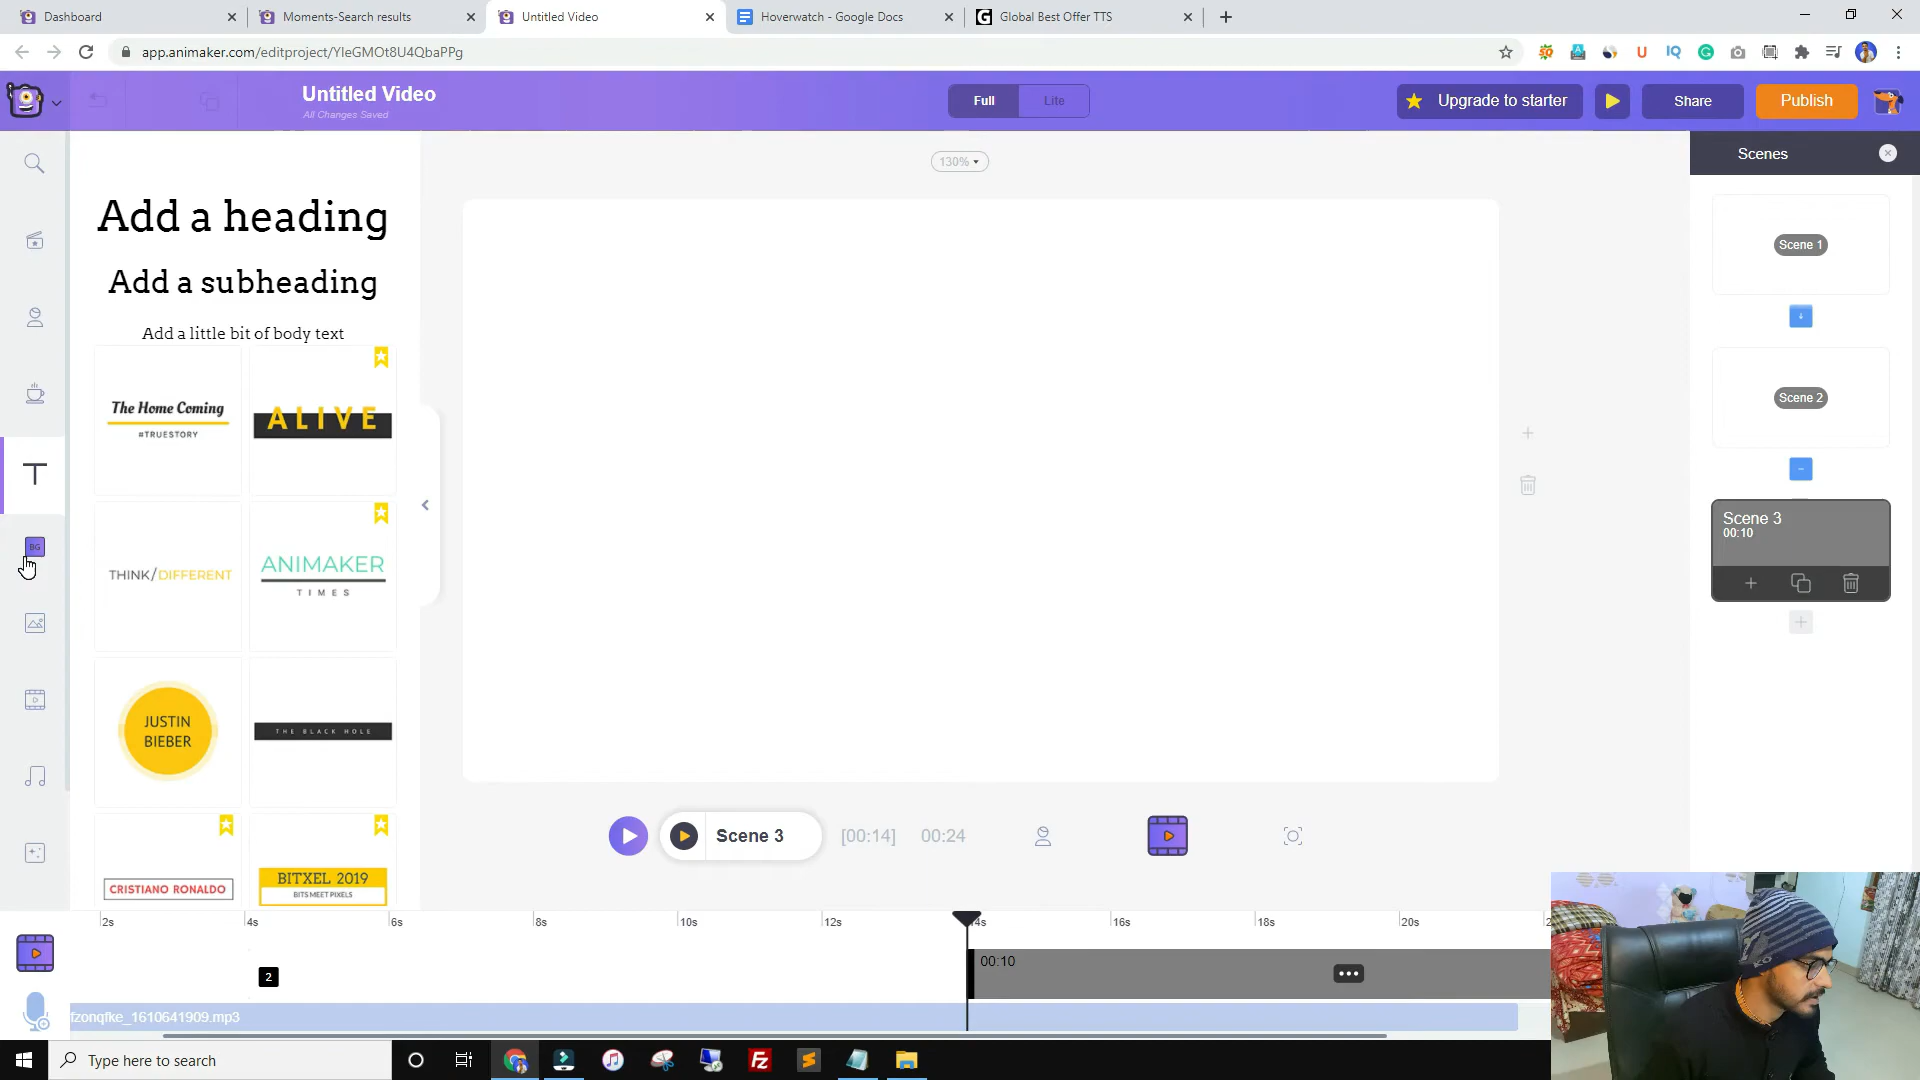 Dashboard
Moments-Search results
Untitled Video
Hoverwatch - Google Docs
Global Best Offer TTS
app.animaker.com/editproject/YIeGMOt8U4QbaPPg
Untitled Video
All Changes Saved
Full
Lite
Upgrade to starter
Share
Publish
130%
Scenes
Add a heading
Add a subheading
Add a little bit of body text
The Home Coming
#TRUESTORY
ALIVE
THINK/DIFFERENT
ANIMAKER
TIMES
JUSTIN
BIEBER
THE BLACK HOLE
CRISTIANO RONALDO
BITXEL 2019
BITS MEET PIXELS
BG
Scene 1
Scene 2
Scene 3
00:10
Scene 3
[00:14]
00:24
2s
4s
6s
8s
10s
12s
14s
16s
18s
20s
00:10
2
fzonqfke_1610641909.mp3
Type here to search